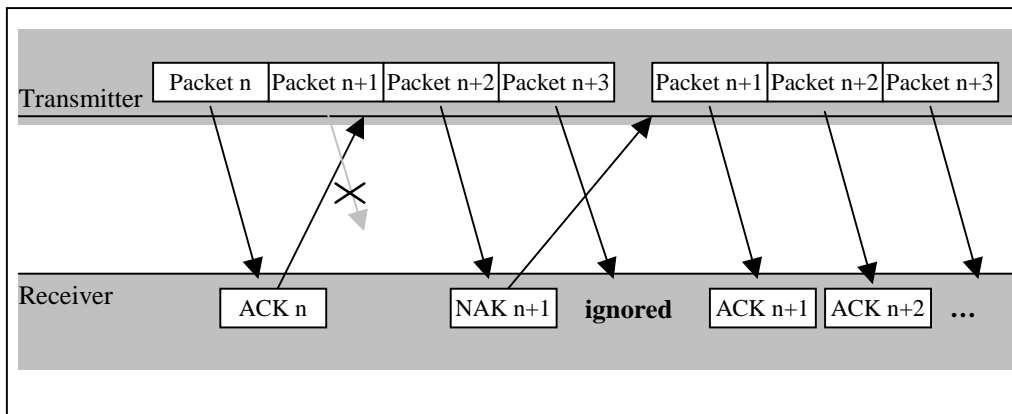 Packet n Packet n+1 Packet n+2 Packet n+3 Packet n+1 Packet n+2 Packet n+3
Transmitter
Receiver
ACK n NAK n+1 ignored ACK n+1 ACK n+2 ...